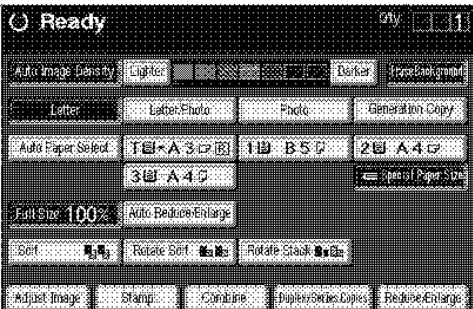 Ready Qty. 1
Auto Image Density Lighter Darker Erase Background
Letter Letter/Photo Photo Generation Copy
Auto Paper Select A3 R 1 B5 2 A4
3 A4 Special Paper Size
Full Size 100% Auto Reduce/Enlarge
Sort Rotate Sort Rotate Stack
Adjust Image Stamp Combine Duplex/Series Copies Reduce/Enlarge